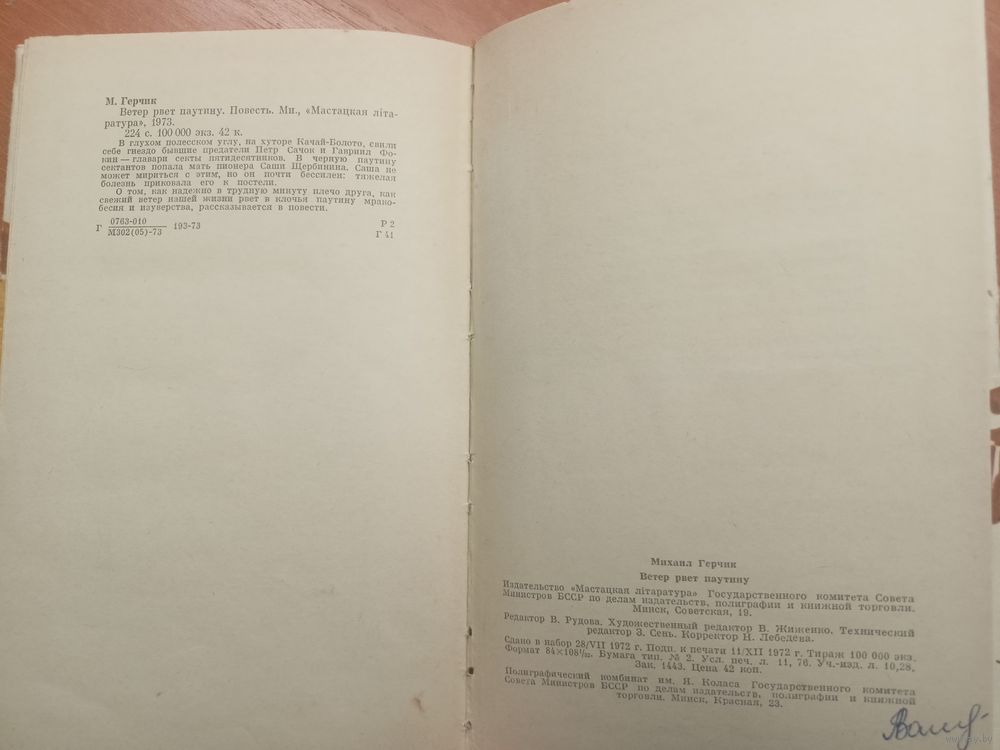 М. Герчик
Ветер рвет паутину. Повесть. Мн., «Мастацкая літа-
ратура», 1973.
224 с. 100 000 экз. 42 к.
В глухом полесском углу, на хуторе Качай-Болото, свили
себе гнездо бывшие предатели Петр Сачок и Гавриил Фо-
кин — главари секты пятидесятников. В черную паутину
сектантов попала мать пионера Саши Щербинина. Саша не
может мириться с этим, но он почти бессилен: тяжелая
болезнь приковала его к постели.
О том, как надежно в трудную минуту плечо друга, как
свежий ветер нашей жизни рвет в клочья паутину мрако-
бесия и изуверства, рассказывается в повести.
Г 0763-010 193-73 Р 2
М302(05)-73 Г 41
Михаил Герчик
Ветер рвет паутину
Издательство «Мастацкая літаратура» Государственного комитета Совета
Министров БССР по делам издательств, полиграфии и книжной торговли.
Минск, Советская, 19.
Редактор В. Рудова. Художественный редактор В. Жиженко. Технический
редактор З. Сень. Корректор Н. Лебедева.
Сдано в набор 28/VII 1972 г. Подп. к печати 11/XII 1972 г. Тираж 100 000 экз.
Формат 84×108¹/₃₂. Бумага тип. № 2. Усл. печ. л. 11, 76. Уч.-изд. л. 10,28.
Зак. 1443. Цена 42 коп.
Полиграфический комбинат им. Я. Коласа Государственного комитета
Совета Министров БССР по делам издательств, полиграфии и книжной
торговли. Минск, Красная, 23.